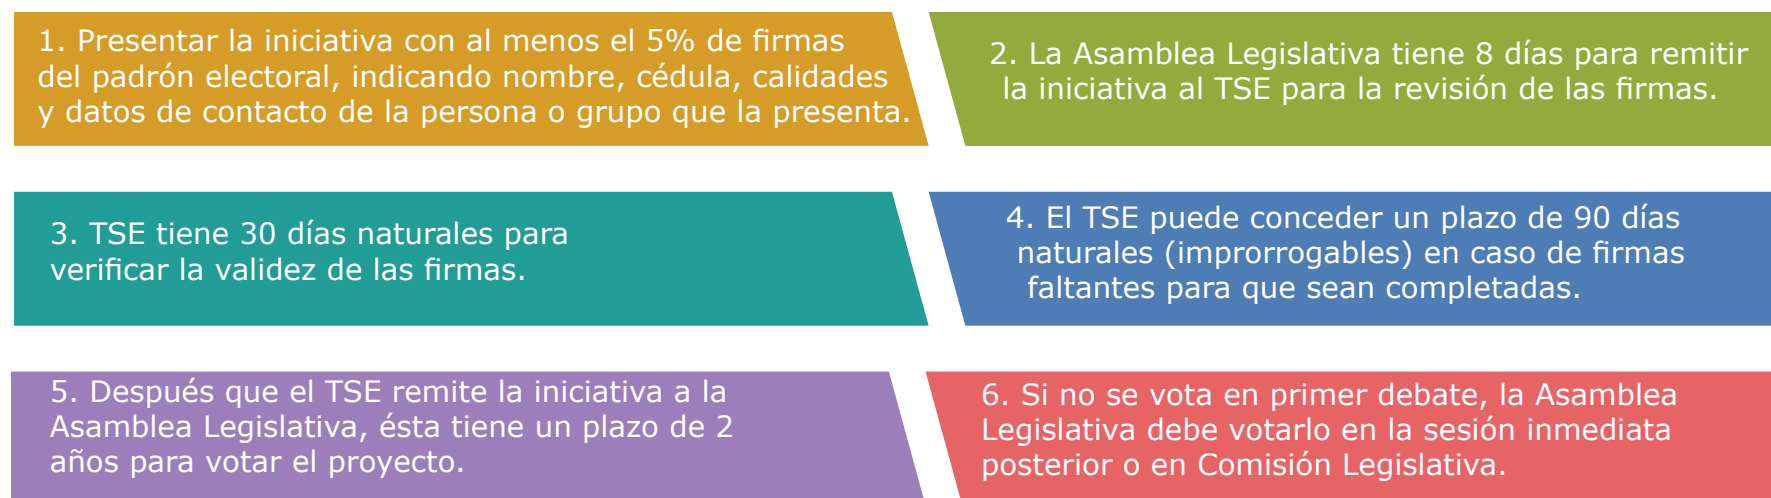 1. Presentar la iniciativa con al menos el 5% de firmas
del padrón electoral, indicando nombre, cédula, calidades
y datos de contacto de la persona o grupo que la presenta.
2. La Asamblea Legislativa tiene 8 días para remitir
la iniciativa al TSE para la revisión de las firmas.
3. TSE tiene 30 días naturales para
verificar la validez de las firmas.
4. El TSE puede conceder un plazo de 90 días
naturales (improrrogables) en caso de firmas
faltantes para que sean completadas.
5. Después que el TSE remite la iniciativa a la
Asamblea Legislativa, ésta tiene un plazo de 2
años para votar el proyecto.
6. Si no se vota en primer debate, la Asamblea
Legislativa debe votarlo en la sesión inmediata
posterior o en Comisión Legislativa.